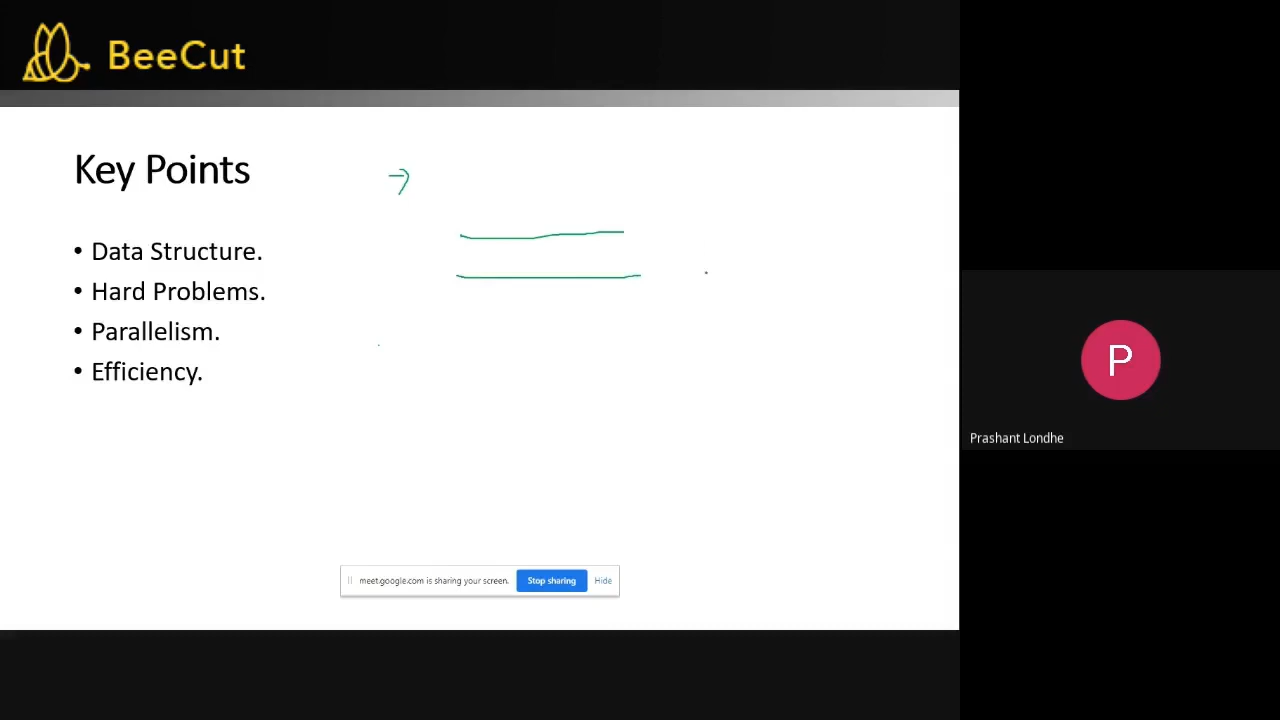 BeeCut
Key Points
• Data Structure.
• Hard Problems.
• Parallelism.
• Efficiency.
P
Prashant Londhe
meet.google.com is sharing your screen. Stop sharing Hide